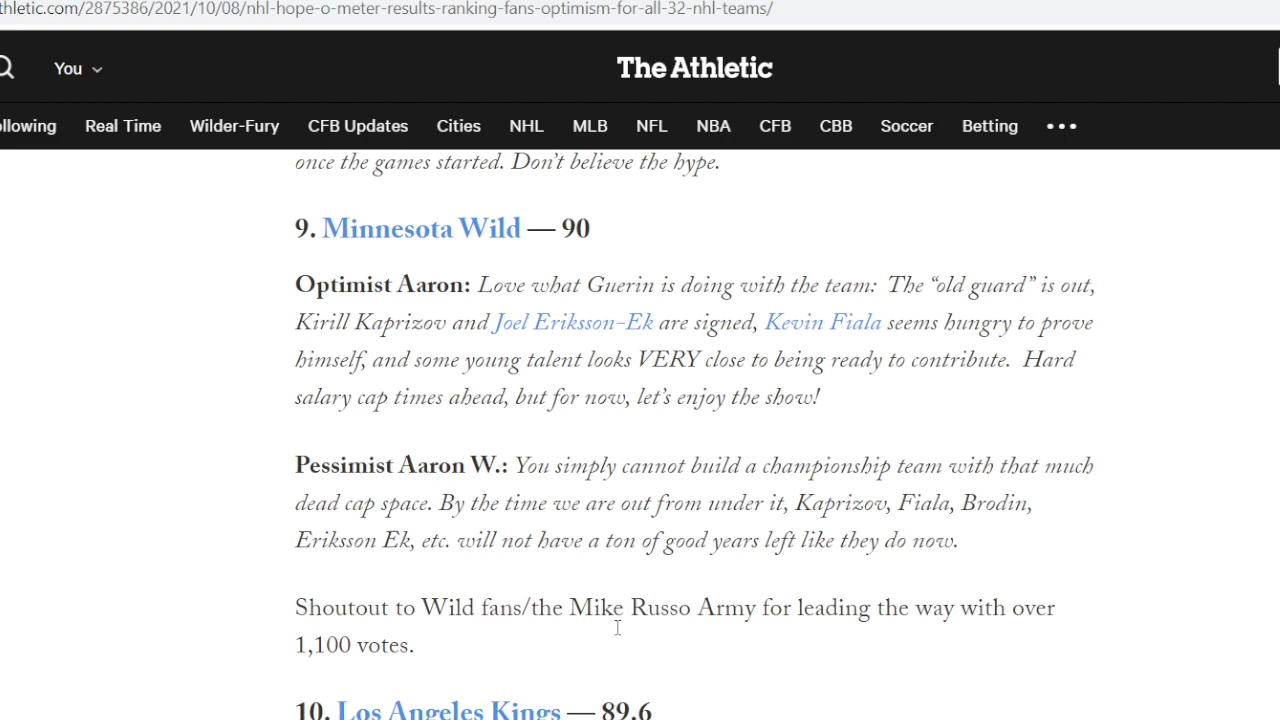 thletic.com/2875386/2021/10/08/nhl-hope-o-meter-results-ranking-fans-optimism-for-all-32-nhl-teams/
You
The Athletic
ollowing Real Time Wilder-Fury CFB Updates Cities NHL MLB NFL NBA CFB CBB Soccer Betting
once the games started. Don't believe the hype.
9. Minnesota Wild — 90
Optimist Aaron: Love what Guerin is doing with the team: The “old guard” is out,
Kirill Kaprizov and Joel Eriksson-Ek are signed, Kevin Fiala seems hungry to prove
himself, and some young talent looks VERY close to being ready to contribute. Hard
salary cap times ahead, but for now, let's enjoy the show!
Pessimist Aaron W.: You simply cannot build a championship team with that much
dead cap space. By the time we are out from under it, Kaprizov, Fiala, Brodin,
Eriksson Ek, etc. will not have a ton of good years left like they do now.
Shoutout to Wild fans/the Mike Russo Army for leading the way with over
1,100 votes.
10. Los Angeles Kings — 89.6